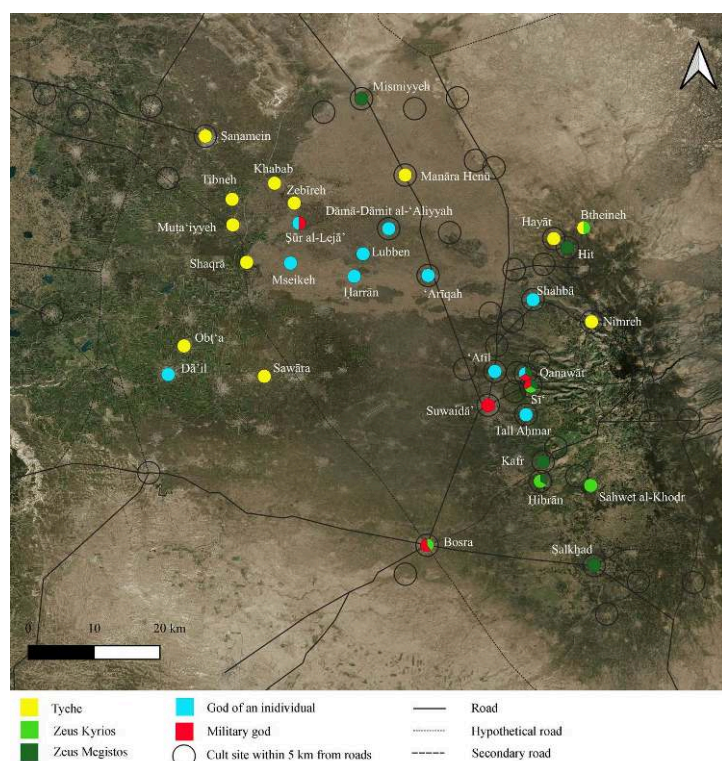 Mismiyyeh
Ṣanamein
Khabab
Manāra Henū
Tibneh
Zebīreh
Dāmā-Dāmit al-‘Aliyyah
Hayāt
Btheineh
Muṭa‘iyyeh
Ṣūr al-Lejā’
Hit
Lubben
Shaqrā
Mseikeh
Ḥarrān
‘Arīqah
Shahbā
Nimreh
Obṭ‘a
‘Atīl
Qanawāt
Dā‘il
Sawāra
Sī‘
Suwaidā’
Tall Aḥmar
Kafr
Hibrān
Sahwet al-Khoḍr
Bosra
Ṣalkhad
0 10 20 km
Tyche God of an inidividual Road
Zeus Kyrios Military god Hypothetical road
Zeus Megistos Cult site within 5 km from roads Secondary road